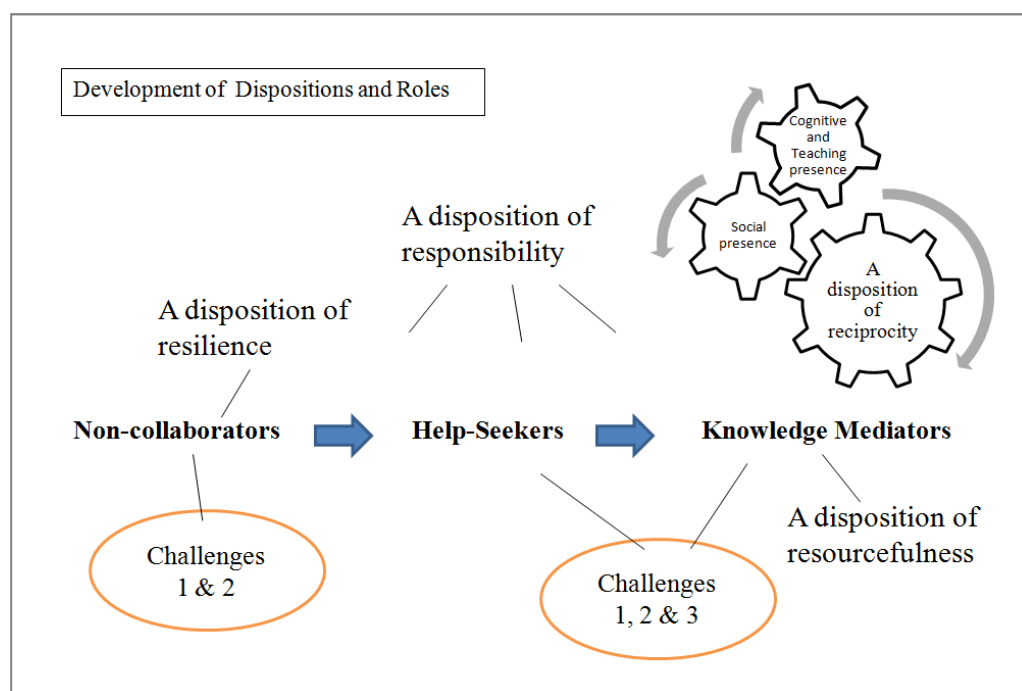 Development of Dispositions and Roles
Cognitive
and
Teaching
presence
Social
presence
A
disposition
of
reciprocity
A disposition of
responsibility
A disposition of
resilience
Non-collaborators
Help-Seekers
Knowledge Mediators
A disposition of
resourcefulness
Challenges
1 & 2
Challenges
1, 2 & 3